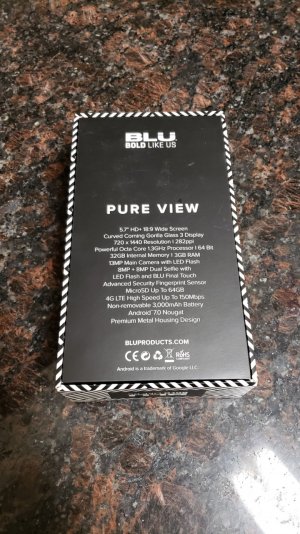 BLU
BOLD LIKE US
PURE VIEW
5.7" HD+ 18:9 Wide Screen
Curved Corning Gorilla Glass 3 Display
720 x 1440 Resolution | 282ppi
Powerful Octa Core 1.3GHz Processor | 64 Bit
32GB Internal Memory | 3GB RAM
13MP Main Camera with LED Flash
8MP + 8MP Dual Selfie with
LED Flash and BLU Final Touch
Advanced Security Fingerprint Sensor
MicroSD Up To 64GB
4G LTE High Speed Up To 150Mbps
Non-removable 3,000mAh Battery
Android™ 7.0 Nougat
Premium Metal Housing Design
BLUPRODUCTS.COM
CE RoHS
Android is a trademark of Google LLC.